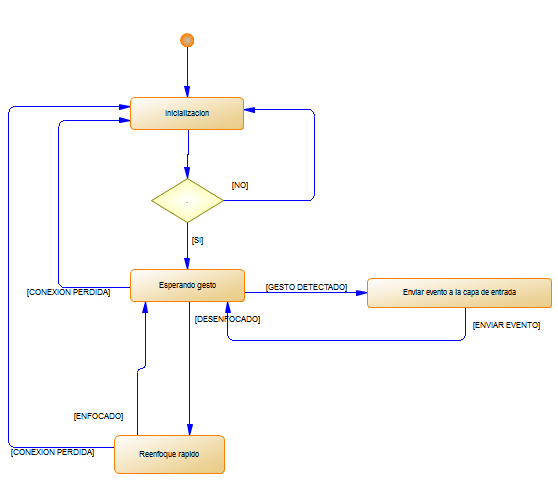 Inicializacion
[NO]
.
[SI]
Esperando gesto
[CONEXION PERDIDA]
[GESTO DETECTADO]
Enviar evento a la capa de entrada
[DESENFOCADO]
[ENVIAR EVENTO]
[ENFOCADO]
[CONEXION PERDIDA]
Reenfoque rapido